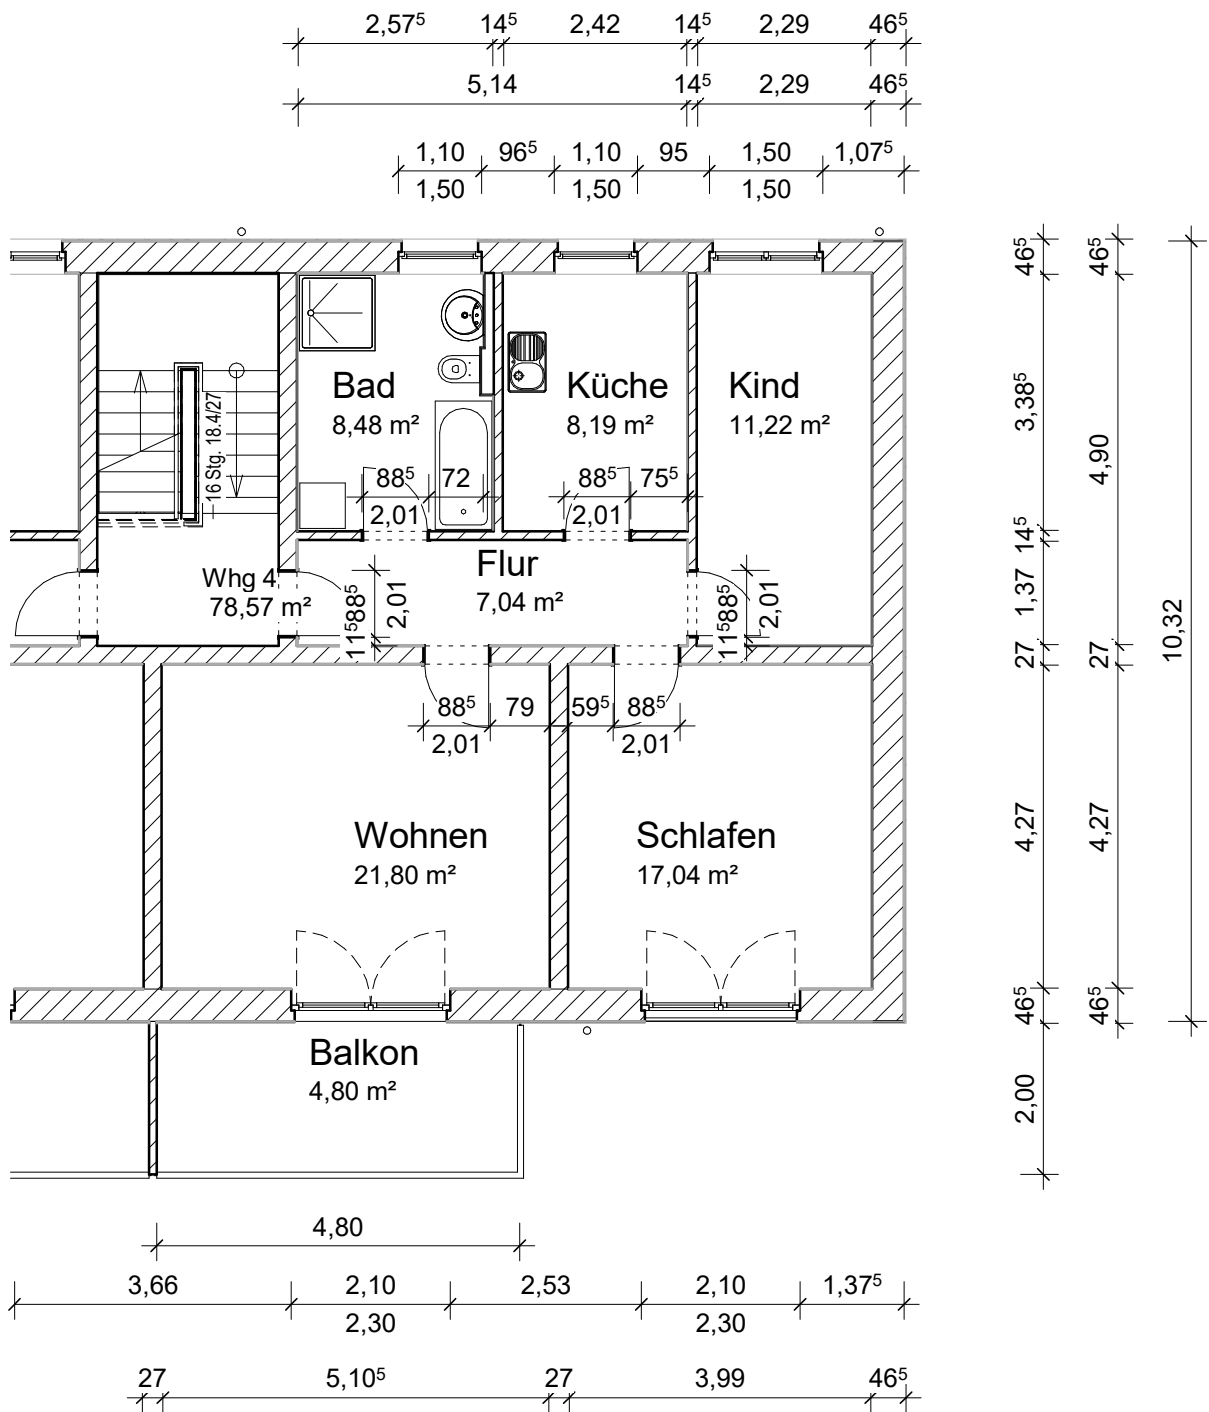 2,57⁵ 14⁵ 2,42 14⁵ 2,29 46⁵
5,14 14⁵ 2,29 46⁵
1,10 96⁵ 1,10 95 1,50 1,07⁵
1,50 1,50 1,50
46⁵ 46⁵
16 Stg. 18.4/27
Bad
8,48 m²
Küche
8,19 m²
Kind
11,22 m²
3,38⁵
4,90
88⁵ 72 88⁵ 75⁵
2,01 2,01
14⁵
Whg 4
78,57 m²
Flur
7,04 m²
11⁵ 88⁵
2,01
11⁵ 88⁵
2,01
1,37
10,32
27 27
88⁵ 79 59⁵ 88⁵
2,01 2,01
Wohnen
21,80 m²
Schlafen
17,04 m²
4,27 4,27
46⁵ 46⁵
Balkon
4,80 m²
2,00
4,80
3,66 2,10 2,53 2,10 1,37⁵
2,30 2,30
27 5,10⁵ 27 3,99 46⁵